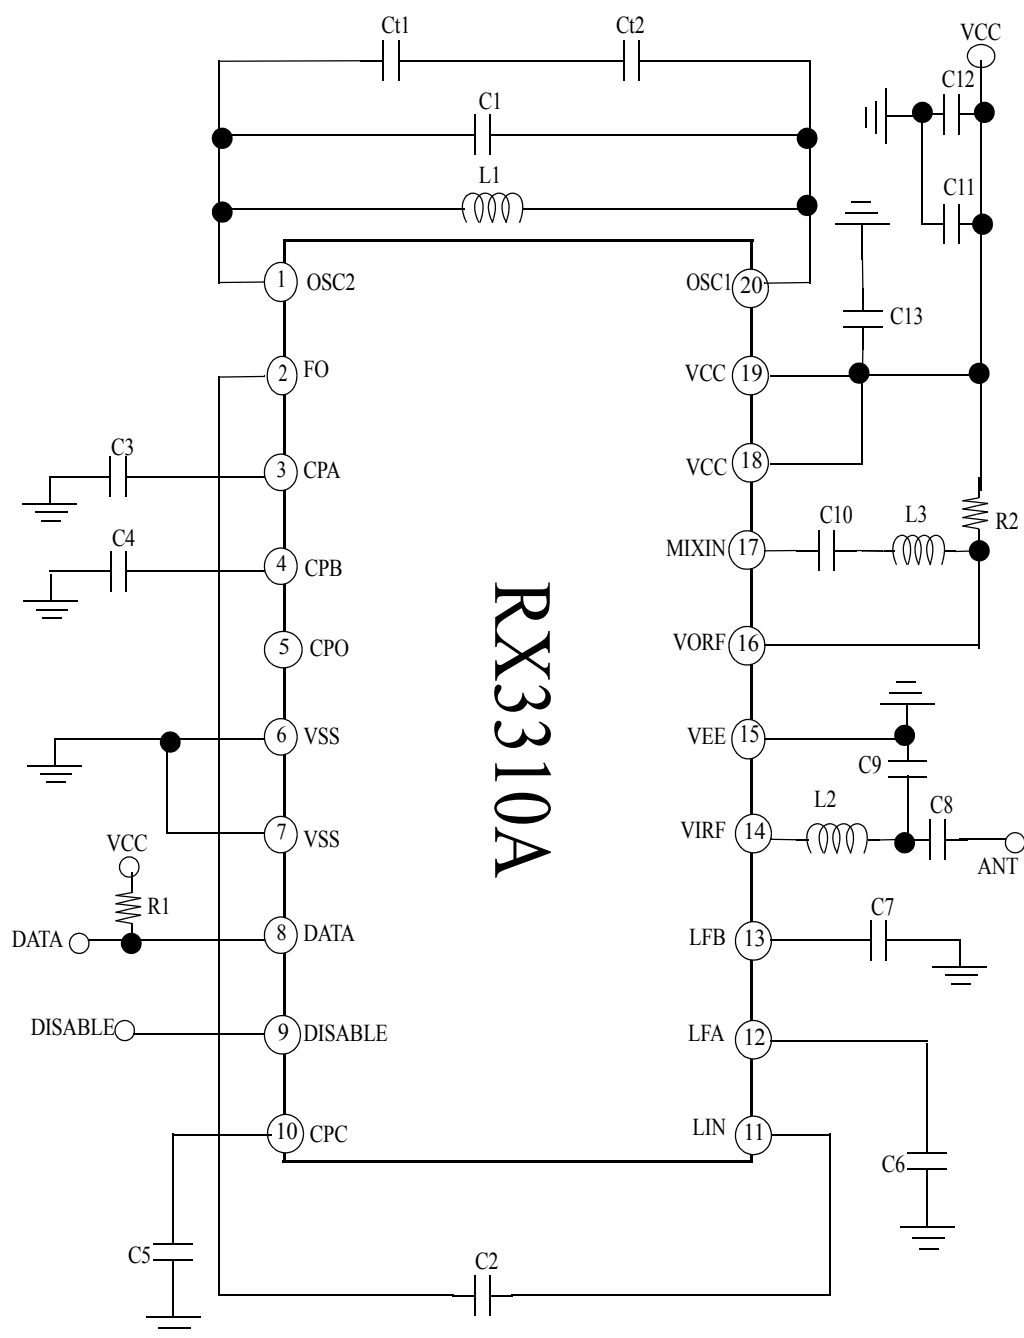 Ct1 Ct2
VCC
C12
C1
L1
C11
1 OSC2 OSC1 20
C13
2 FO VCC 19
C3
3 CPA VCC 18
C10 L3 R2
C4
4 CPB MIXIN 17
5 CPO VORF 16
RX3310A
6 VSS VEE 15
C9
L2 C8
7 VSS VIRF 14
VCC ANT
R1 C7
DATA 8 DATA LFB 13
DISABLE 9 DISABLE LFA 12
10 CPC LIN 11
C6
C5 C2